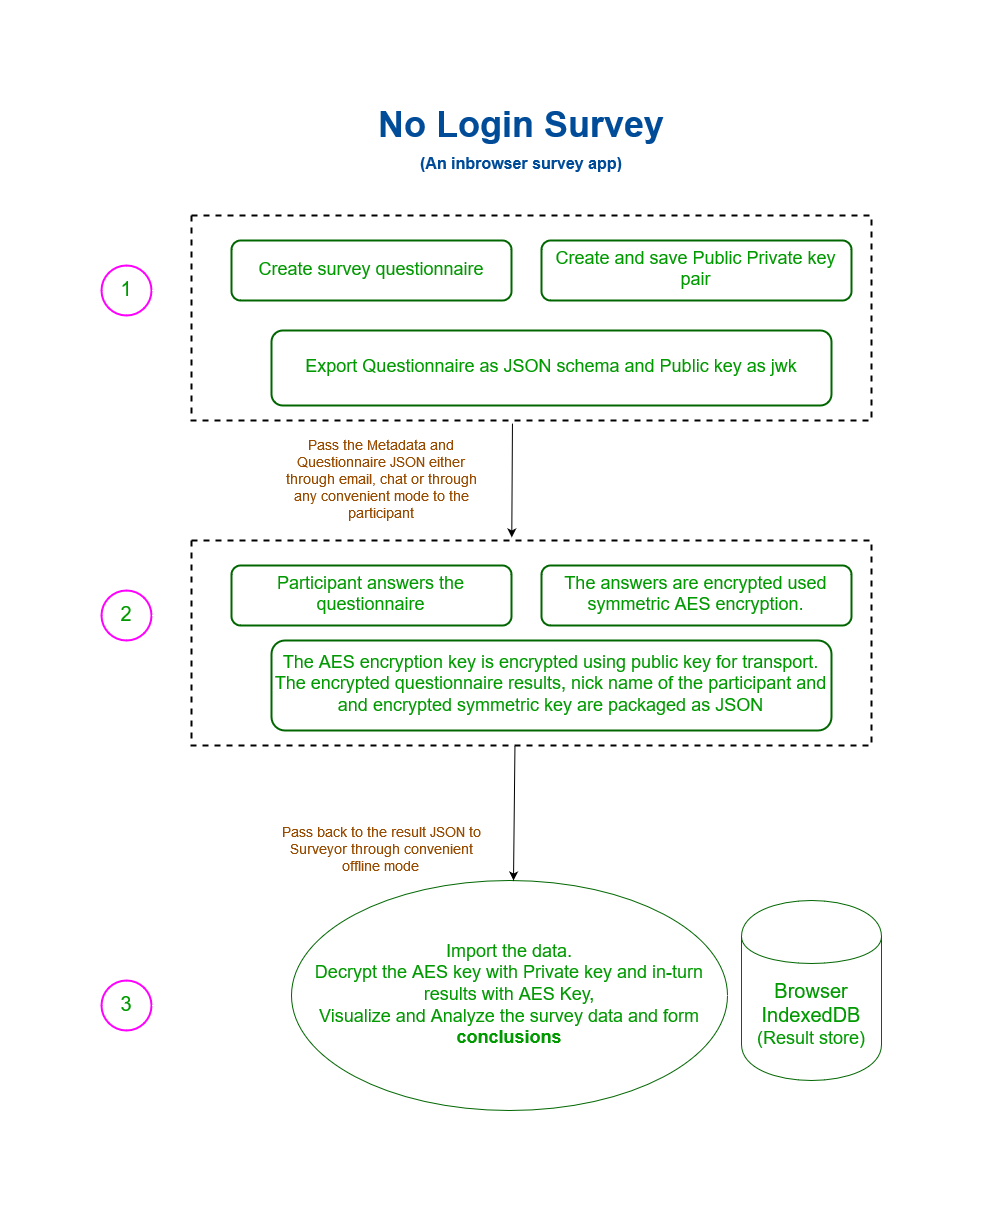 No Login Survey
(An inbrowser survey app)
1
Create survey questionnaire
Create and save Public Private key
pair
Export Questionnaire as JSON schema and Public key as jwk
Pass the Metadata and
Questionnaire JSON either
through email, chat or through
any convenient mode to the
participant
2
Participant answers the
questionnaire
The answers are encrypted used
symmetric AES encryption.
The AES encryption key is encrypted using public key for transport.
The encrypted questionnaire results, nick name of the participant and
and encrypted symmetric key are packaged as JSON
Pass back to the result JSON to
Surveyor through convenient
offline mode
3
Import the data.
Decrypt the AES key with Private key and in-turn
results with AES Key,
Visualize and Analyze the survey data and form
conclusions
Browser
IndexedDB
(Result store)